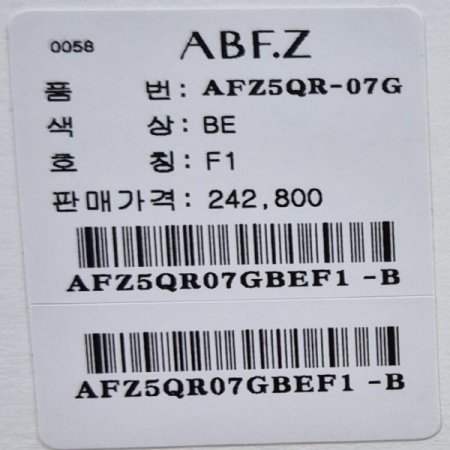 0058 ABF.Z
품 번: AFZ5QR-07G
색 상: BE
호 칭: F1
판매가격: 242,800
AFZ5QR07GBEF1 -B
AFZ5QR07GBEF1 -B